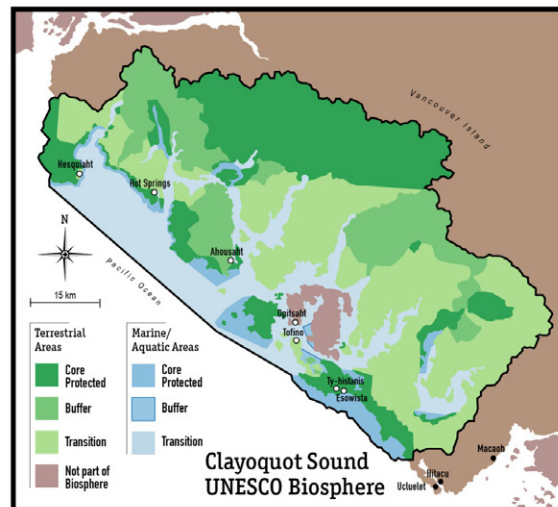 Vancouver Island
Hesquiaht
Hot Springs
Ahousaht
N
Pacific Ocean
15 km
Opitsaht
Tofino
Ty-histanis
Esowista
Terrestrial
Areas
Core
Protected
Buffer
Transition
Not part of
Biosphere
Marine/
Aquatic Areas
Core
Protected
Buffer
Transition
Clayoquot Sound
UNESCO Biosphere
Macaoh
Hitacu
Ucluelet